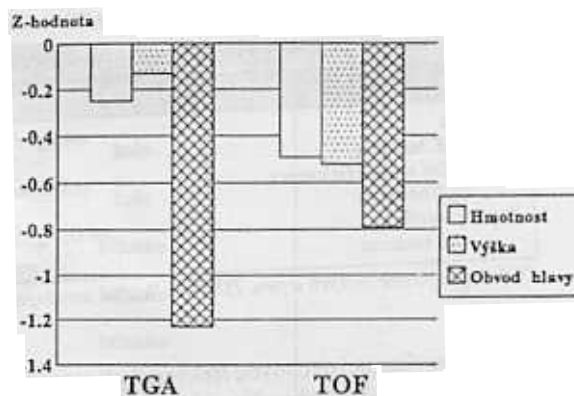 Z-hodnota
0
-0.2
-0.4
-0.6
-0.8
-1
-1.2
1.4
TGA TOF
Hmotnost
Výška
Obvod hlavy